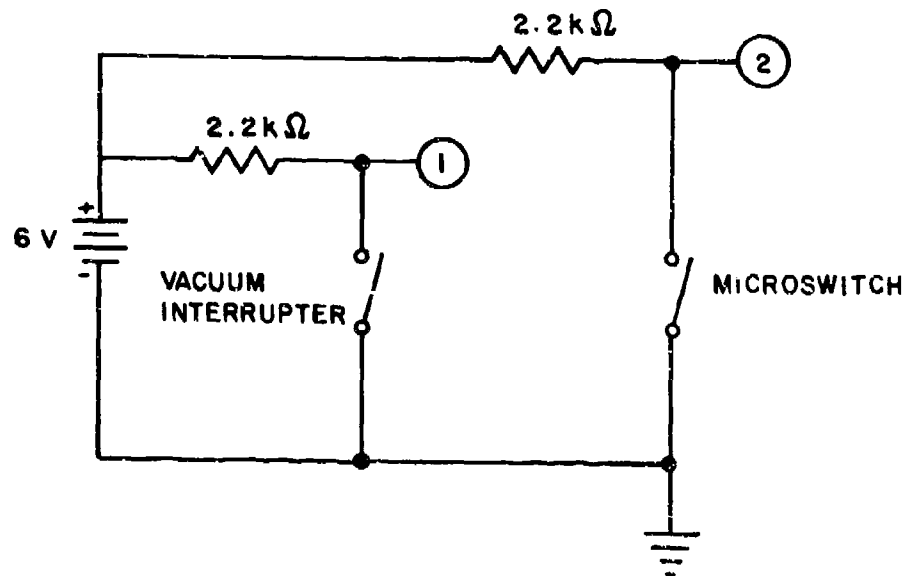 2.2kΩ
2
2.2kΩ
1
+
6 V
-
VACUUM
INTERRUPTER
MiCROSWITCH